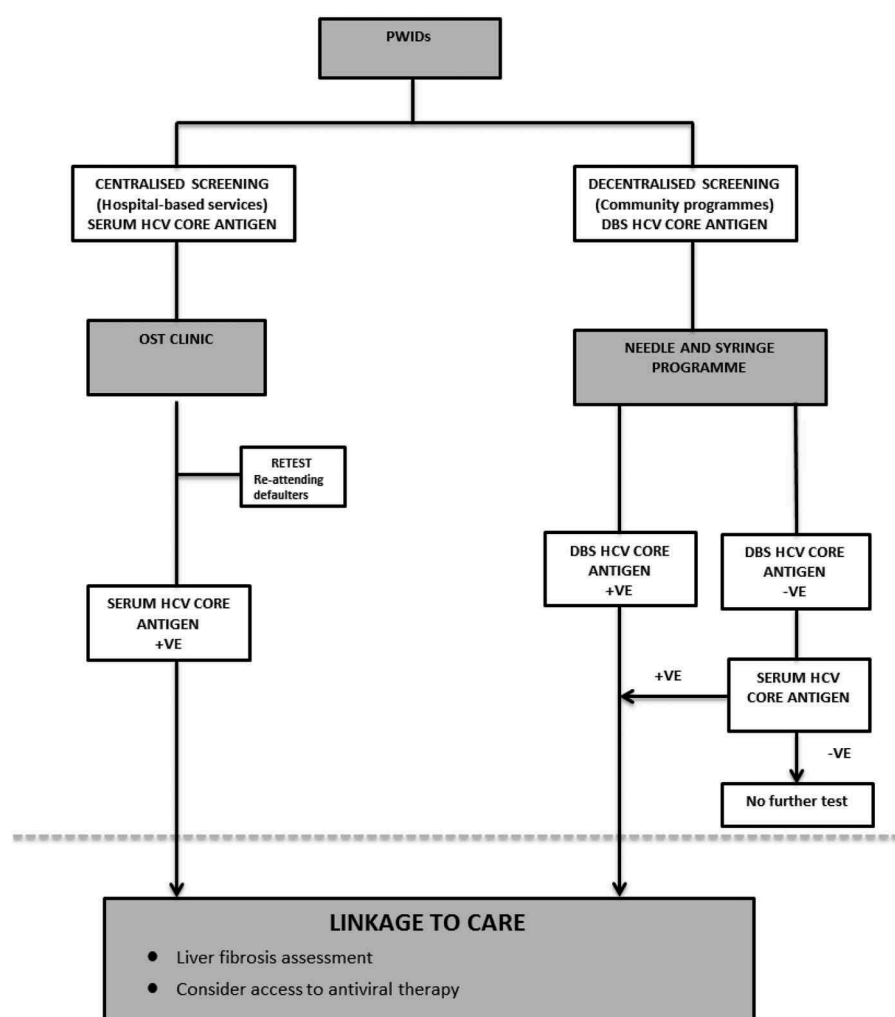 PWIDs
CENTRALISED SCREENING
(Hospital-based services)
SERUM HCV CORE ANTIGEN
DECENTRALISED SCREENING
(Community programmes)
DBS HCV CORE ANTIGEN
OST CLINIC
NEEDLE AND SYRINGE
PROGRAMME
RETEST
Re-attending
defaulters
DBS HCV CORE
ANTIGEN
+VE
DBS HCV CORE
ANTIGEN
-VE
SERUM HCV CORE
ANTIGEN
+VE
+VE
SERUM HCV
CORE ANTIGEN
-VE
No further test
LINKAGE TO CARE
● Liver fibrosis assessment
● Consider access to antiviral therapy